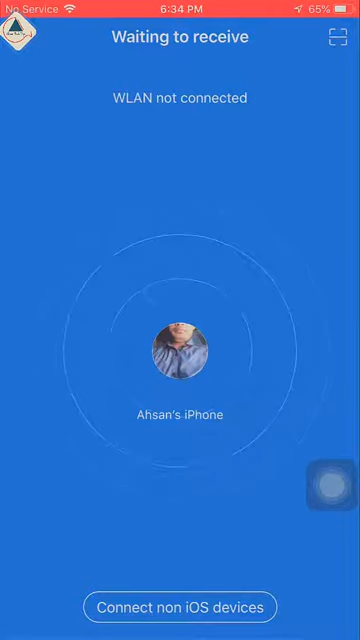 No Service 6:34 PM 65%
Waiting to receive
WLAN not connected
Ahsan's iPhone
Connect non iOS devices